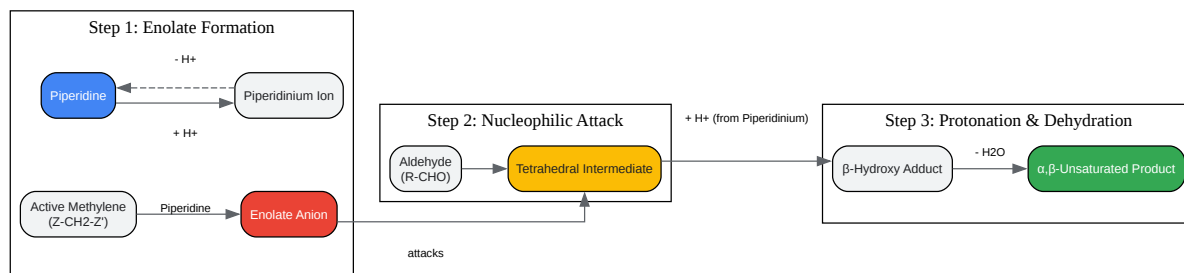 Step 1: Enolate Formation
- H+
Piperidine
Piperidinium Ion
+ H+
Active Methylene
(Z-CH2-Z')
Piperidine
Enolate Anion
attacks
Step 2: Nucleophilic Attack
Aldehyde
(R-CHO)
Tetrahedral Intermediate
+ H+ (from Piperidinium)
Step 3: Protonation & Dehydration
β-Hydroxy Adduct
- H2O
α,β-Unsaturated Product